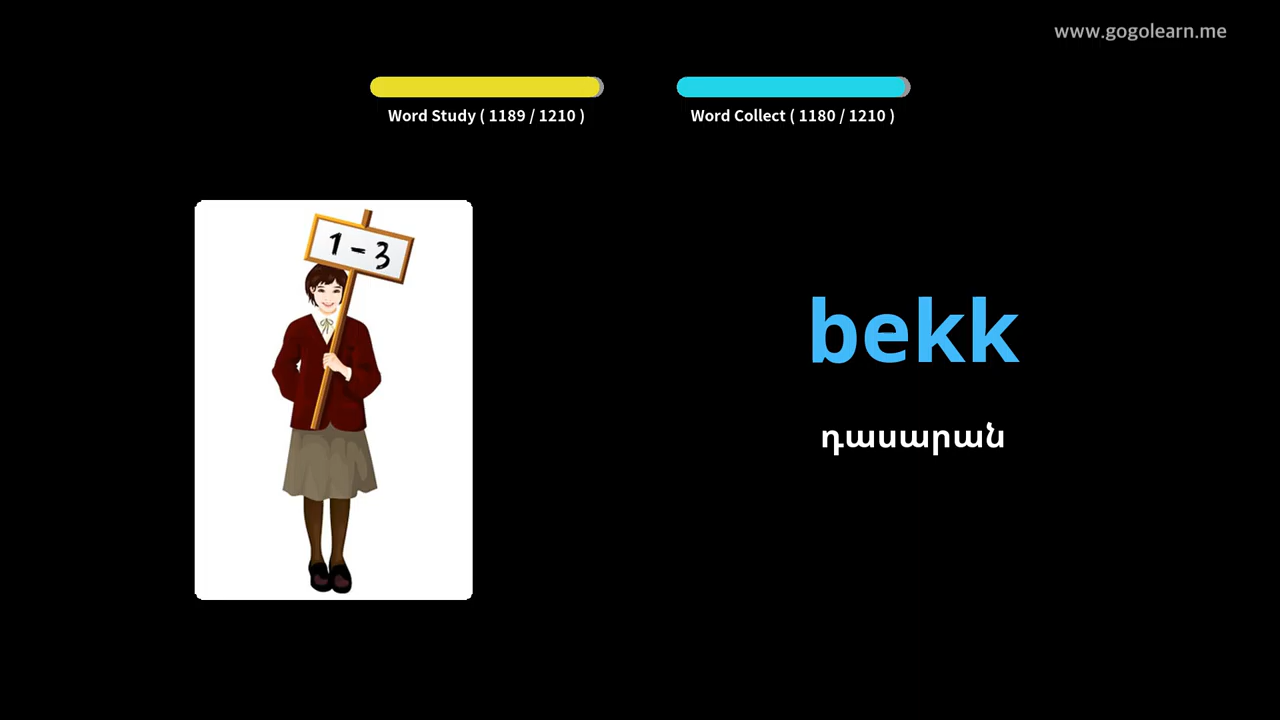 www.gogolearn.me
Word Study ( 1189 / 1210 )
Word Collect ( 1180 / 1210 )
1 - 3
bekk
դասարան